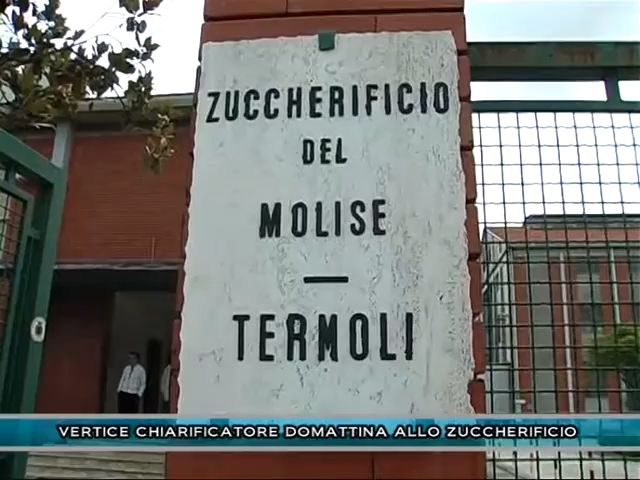 ZUCCHERIFICIO
DEL
MOLISE
—
TERMOLI
VERTICE CHIARIFICATORE DOMATTINA ALLO ZUCCHERIFICIO